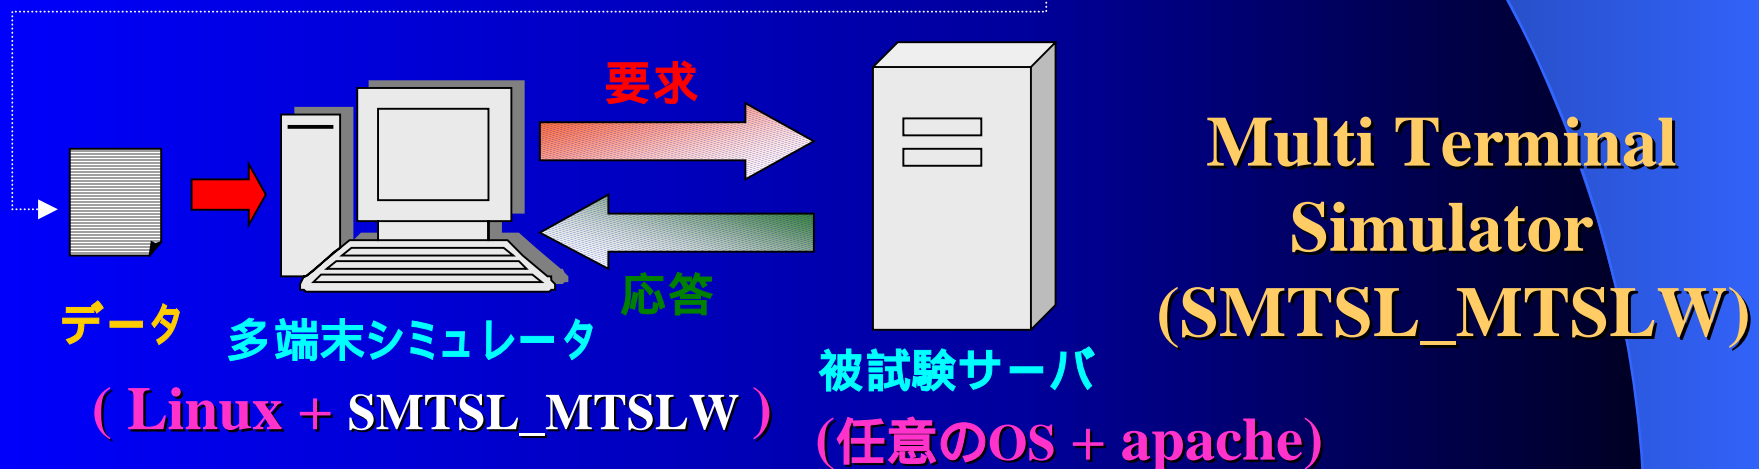 要求
応答
データ
多端末シミュレータ
( Linux + SMTSL_MTSLW )
被試験サーバ
(任意のOS + apache)
Multi Terminal
Simulator
(SMTSL_MTSLW)